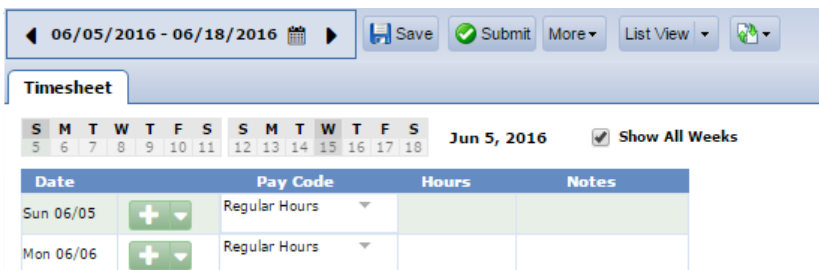 06/05/2016 - 06/18/2016 Save Submit More List View
Timesheet
S M T W T F S S M T W T F S
5 6 7 8 9 10 11 12 13 14 15 16 17 18 Jun 5, 2016 Show All Weeks
Date Pay Code Hours Notes
Sun 06/05 Regular Hours
Mon 06/06 Regular Hours